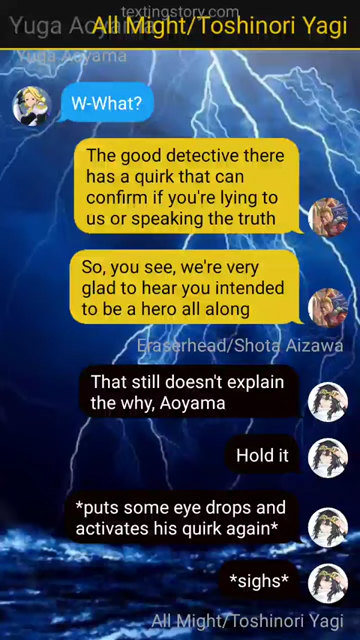 textingstory.com
Yuga Aoyama
All Might/Toshinori Yagi
Yuga Aoyama
W-What?
The good detective there
has a quirk that can
confirm if you're lying to
us or speaking the truth
So, you see, we're very
glad to hear you intended
to be a hero all along
Eraserhead/Shota Aizawa
That still doesn't explain
the why, Aoyama
Hold it
*puts some eye drops and
activates his quirk again*
*sighs*
All Might/Toshinori Yagi